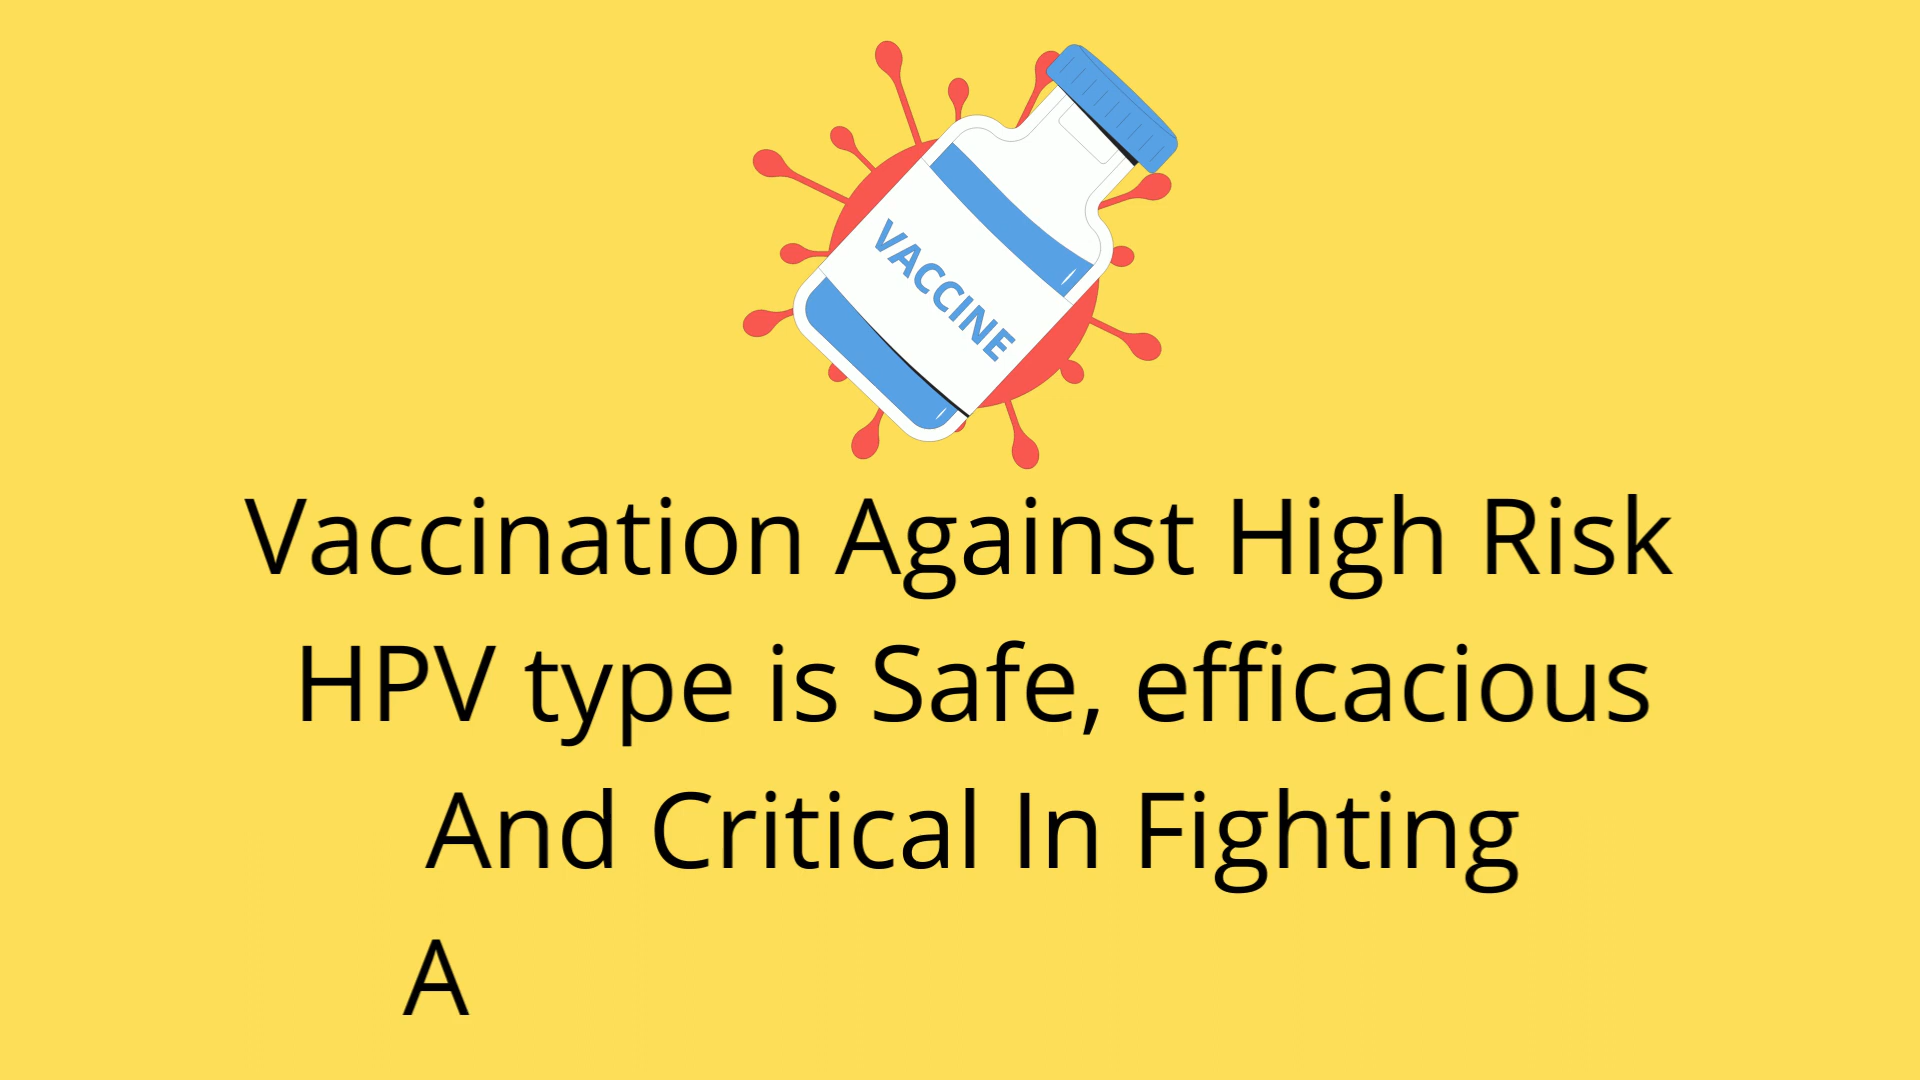 VACCINE
Vaccination Against High Risk
HPV type is Safe, efficacious
And Critical In Fighting
A